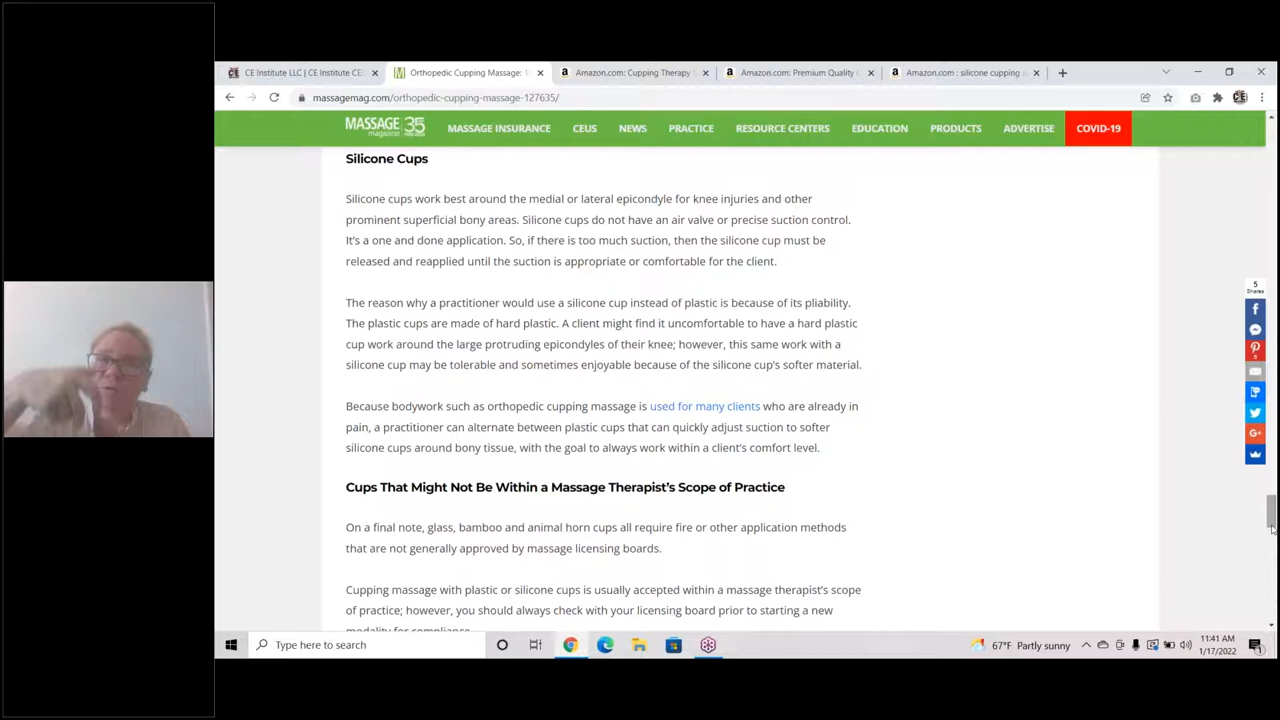 CE Institute LLC | CE Institute CE
Orthopedic Cupping Massage:
Amazon.com: Cupping Therapy
Amazon.com: Premium Quality
Amazon.com : silicone cupping
massagemag.com/orthopedic-cupping-massage-127635/
MASSAGE magazine 35
MASSAGE INSURANCE CEUS NEWS PRACTICE RESOURCE CENTERS EDUCATION PRODUCTS ADVERTISE COVID-19
Silicone Cups
Silicone cups work best around the medial or lateral epicondyle for knee injuries and other
prominent superficial bony areas. Silicone cups do not have an air valve or precise suction control.
It's a one and done application. So, if there is too much suction, then the silicone cup must be
released and reapplied until the suction is appropriate or comfortable for the client.
The reason why a practitioner would use a silicone cup instead of plastic is because of its pliability.
The plastic cups are made of hard plastic. A client might find it uncomfortable to have a hard plastic
cup work around the large protruding epicondyles of their knee; however, this same work with a
silicone cup may be tolerable and sometimes enjoyable because of the silicone cup's softer material.
Because bodywork such as orthopedic cupping massage is used for many clients who are already in
pain, a practitioner can alternate between plastic cups that can quickly adjust suction to softer
silicone cups around bony tissue, with the goal to always work within a client's comfort level.
Cups That Might Not Be Within a Massage Therapist's Scope of Practice
On a final note, glass, bamboo and animal horn cups all require fire or other application methods
that are not generally approved by massage licensing boards.
Cupping massage with plastic or silicone cups is usually accepted within a massage therapist's scope
of practice; however, you should always check with your licensing board prior to starting a new
modality for compliance.
5
Shares
Type here to search
67°F Partly sunny
11:41 AM
1/17/2022